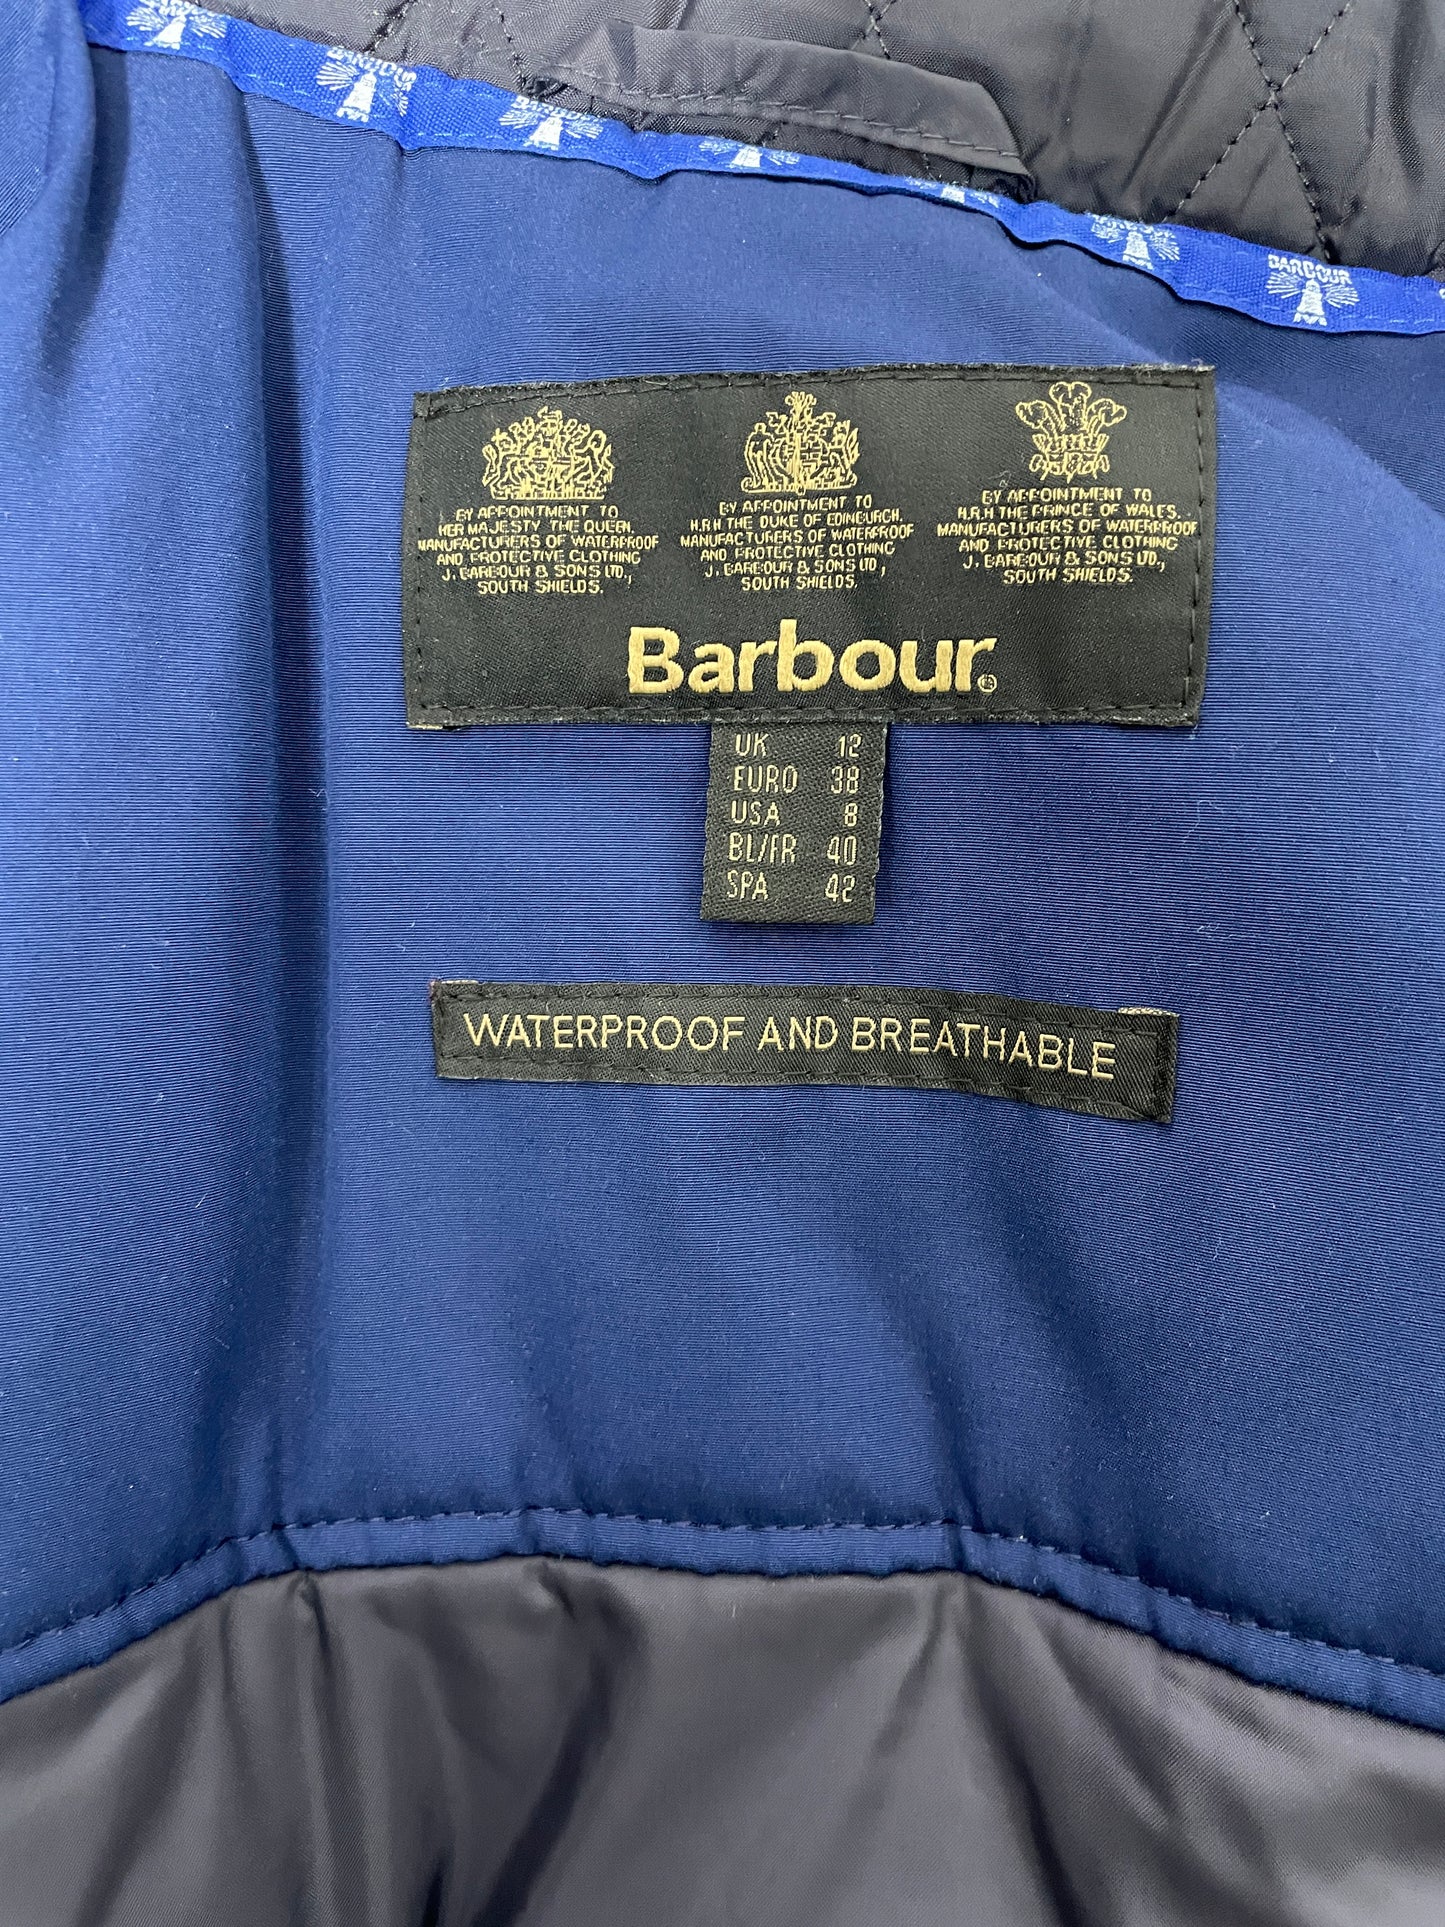 BARBOUR
BARBOUR
BARBOUR
BARBOUR
BY APPOINTMENT TO
HER MAJESTY THE QUEEN.
MANUFACTURERS OF WATERPROOF
AND PROTECTIVE CLOTHING
J. BARBOUR & SONS LTD.,
SOUTH SHIELDS.
BY APPOINTMENT TO
H.R.H THE DUKE OF EDINBURGH.
MANUFACTURERS OF WATERPROOF
AND PROTECTIVE CLOTHING
J. BARBOUR & SONS LTD,
SOUTH SHIELDS.
BY APPOINTMENT TO
H.R.H THE PRINCE OF WALES.
MANUFACTURERS OF WATERPROOF
AND PROTECTIVE CLOTHING
J. BARBOUR & SONS LTD.,
SOUTH SHIELDS.
Barbour®
UK 12
EURO 38
USA 8
BL/FR 40
SPA 42
WATERPROOF AND BREATHABLE